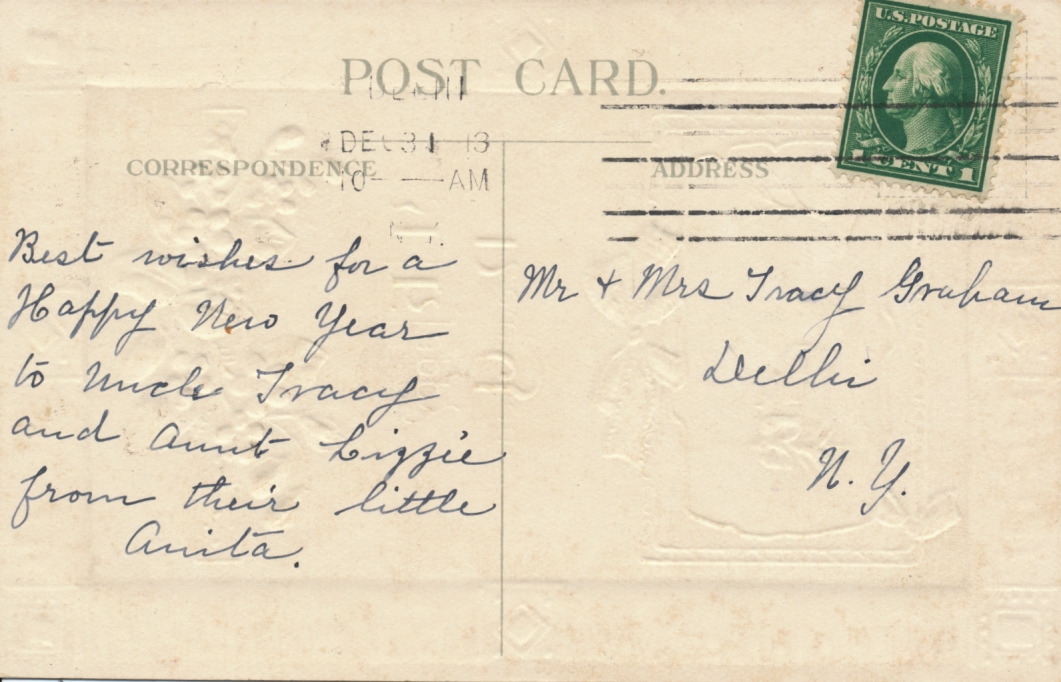 U.S. POSTAGE
1 CENT 1
POST CARD.
DELHI
DEC 31 13
10 AM
N.Y.
CORRESPONDENCE
ADDRESS
Best wishes for a
Happy New Year
to Uncle Tracy
and Aunt Lizzie
from their little
Anita.
Mr + Mrs Tracy Graham
Delhi
N. Y.